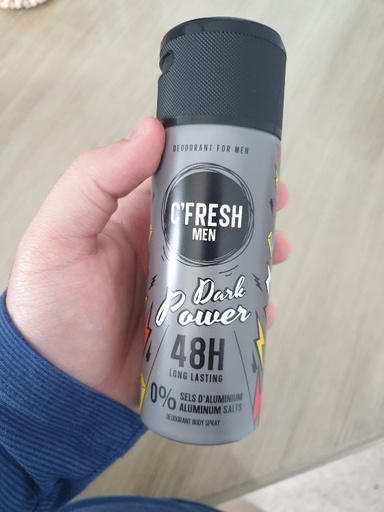 DEODORANT FOR MEN
C'FRESH
MEN
Dark
Power
48H
LONG LASTING
0% SELS D'ALUMINIUM
ALUMINUM SALTS
DEODORANT BODY SPRAY